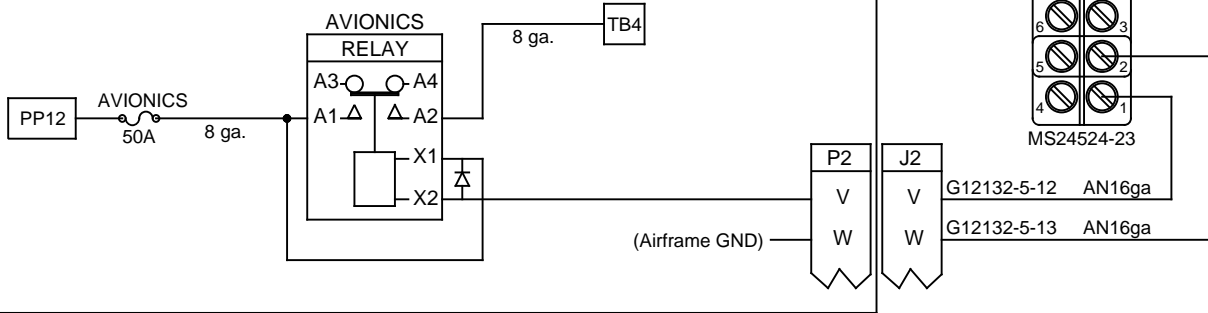 PP12
AVIONICS
50A
8 ga.
AVIONICS
RELAY
A3
A4
A1
A2
X1
X2
8 ga.
TB4
6
3
5
2
4
1
MS24524-23
P2
J2
V
V
G12132-5-12 AN16ga
(Airframe GND)
W
W
G12132-5-13 AN16ga